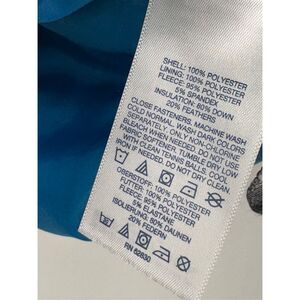 SHELL: 100% POLYESTER
LINING: 100% POLYESTER
FLEECE: 95% POLYESTER
5% SPANDEX
INSULATION: 80% DOWN
20% FEATHERS
CLOSE FASTENERS. MACHINE WASH
COLD NORMAL. WASH DARK COLORS
SEPARATELY. ONLY NON-CHLORINE
BLEACH WHEN NEEDED. DO NOT USE
FABRIC SOFTENER. TUMBLE DRY LOW
WITH CLEAN TENNIS BALLS. COOL
IRON IF NEEDED. DO NOT DRY CLEAN.
OBERSTOFF: 100% POLYESTER
FUTTER: 100% POLYESTER
FLEECE: 95% POLYESTER
5% ELASTANE
ISOLIERUNG: 80% DAUNEN
20% FEDERN
RN 62830